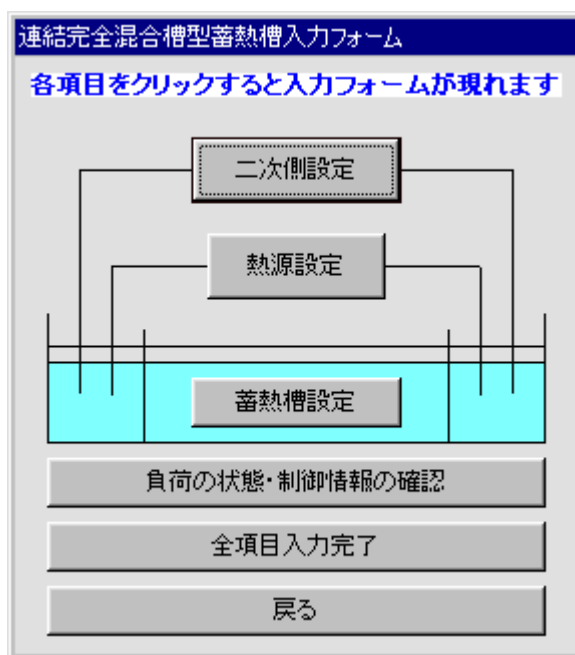 連結完全混合槽型蓄熱槽入力フォーム
各項目をクリックすると入力フォームが現れます
二次側設定
熱源設定
蓄熱槽設定
負荷の状態・制御情報の確認
全項目入力完了
戻る